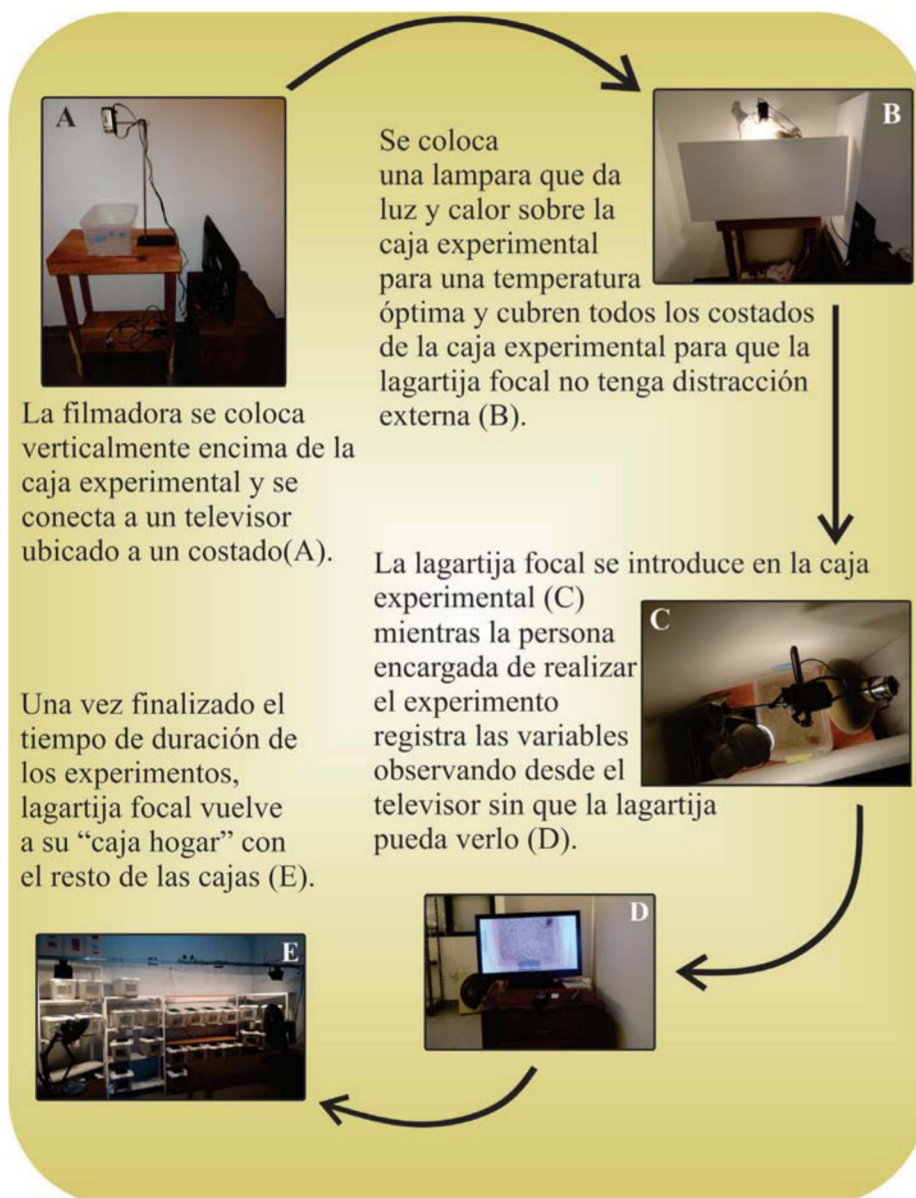 A
La filmadora se coloca
verticalmente encima de la
caja experimental y se
conecta a un televisor
ubicado a un costado(A).
B
Se coloca
una lampara que da
luz y calor sobre la
caja experimental
para una temperatura
óptima y cubren todos los costados
de la caja experimental para que la
lagartija focal no tenga distracción
externa (B).
La lagartija focal se introduce en la caja
experimental (C)
mientras la persona
encargada de realizar
el experimento
registra las variables
observando desde el
televisor sin que la lagartija
pueda verlo (D).
C
D
Una vez finalizado el
tiempo de duración de
los experimentos,
lagartija focal vuelve
a su “caja hogar” con
el resto de las cajas (E).
E